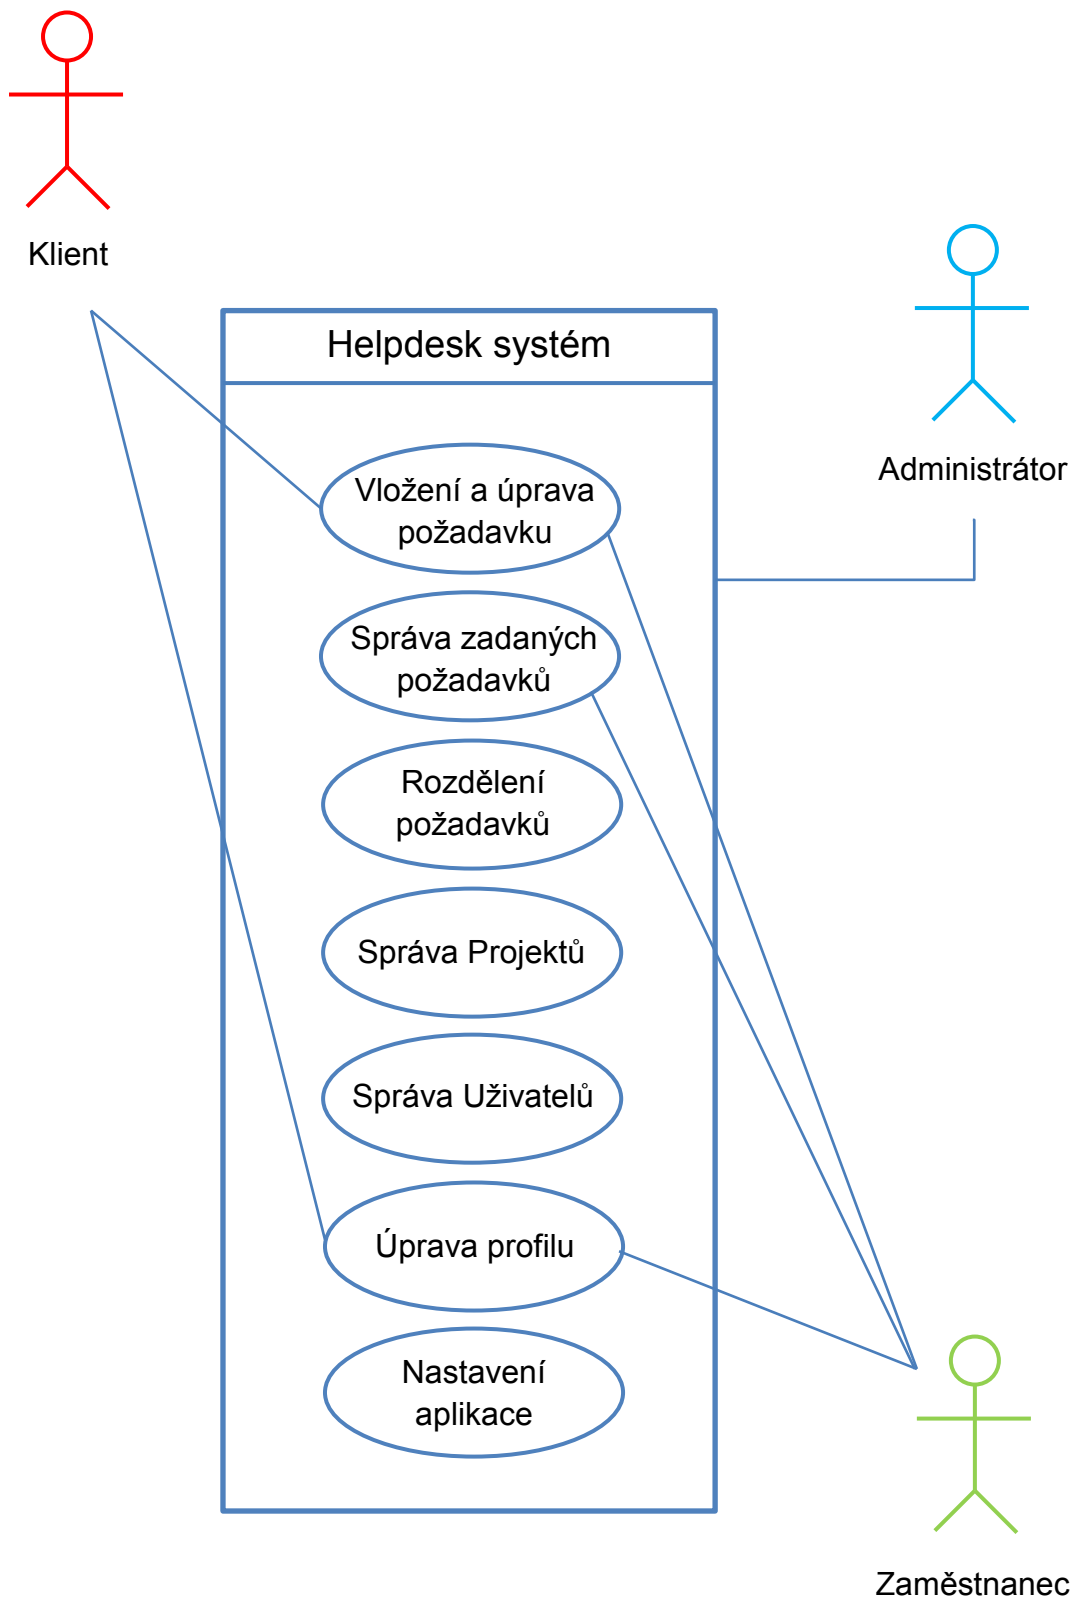 Klient
Helpdesk systém
Administrátor
Vložení a úprava
požadavku
Správa zadaných
požadavků
Rozdělení
požadavků
Správa Projektů
Správa Uživatelů
Úprava profilu
Nastavení
aplikace
Zaměstnanec